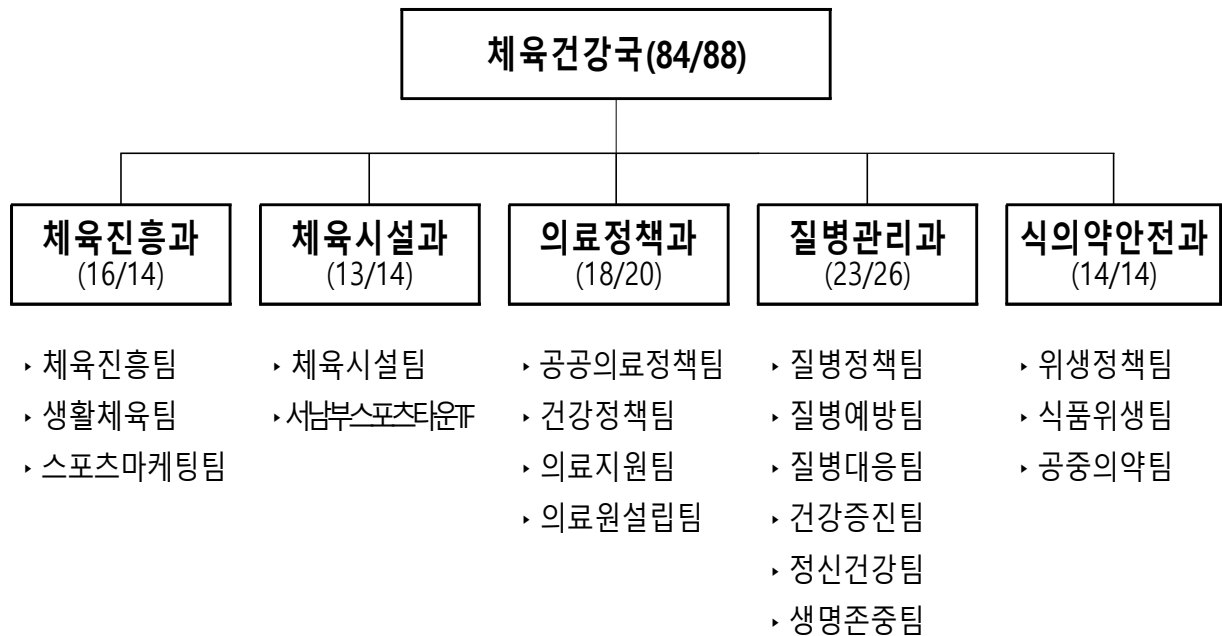 체육건강국(84/88)
체육진흥과
(16/14)
‣ 체육진흥팀
‣ 생활체육팀
‣ 스포츠마케팅팀
체육시설과
(13/14)
‣ 체육시설팀
‣ 서남부스포츠타운TF
의료정책과
(18/20)
‣ 공공의료정책팀
‣ 건강정책팀
‣ 의료지원팀
‣ 의료원설립팀
질병관리과
(23/26)
‣ 질병정책팀
‣ 질병예방팀
‣ 질병대응팀
‣ 건강증진팀
‣ 정신건강팀
‣ 생명존중팀
식의약안전과
(14/14)
‣ 위생정책팀
‣ 식품위생팀
‣ 공중의약팀